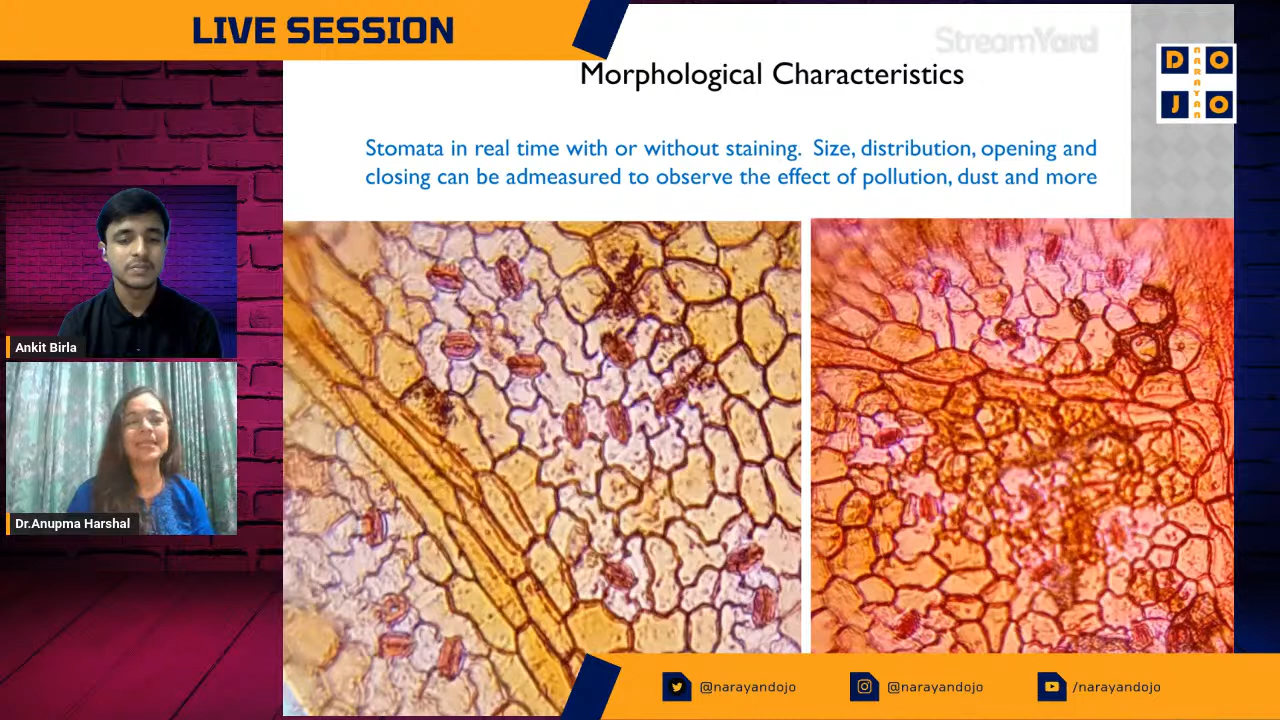 LIVE SESSION
StreamYard
D O
J O
NARAYAN
Morphological Characteristics
Stomata in real time with or without staining. Size, distribution, opening and
closing can be admeasured to observe the effect of pollution, dust and more
Ankit Birla
Dr.Anupma Harshal
@narayandojo
@narayandojo
/narayandojo